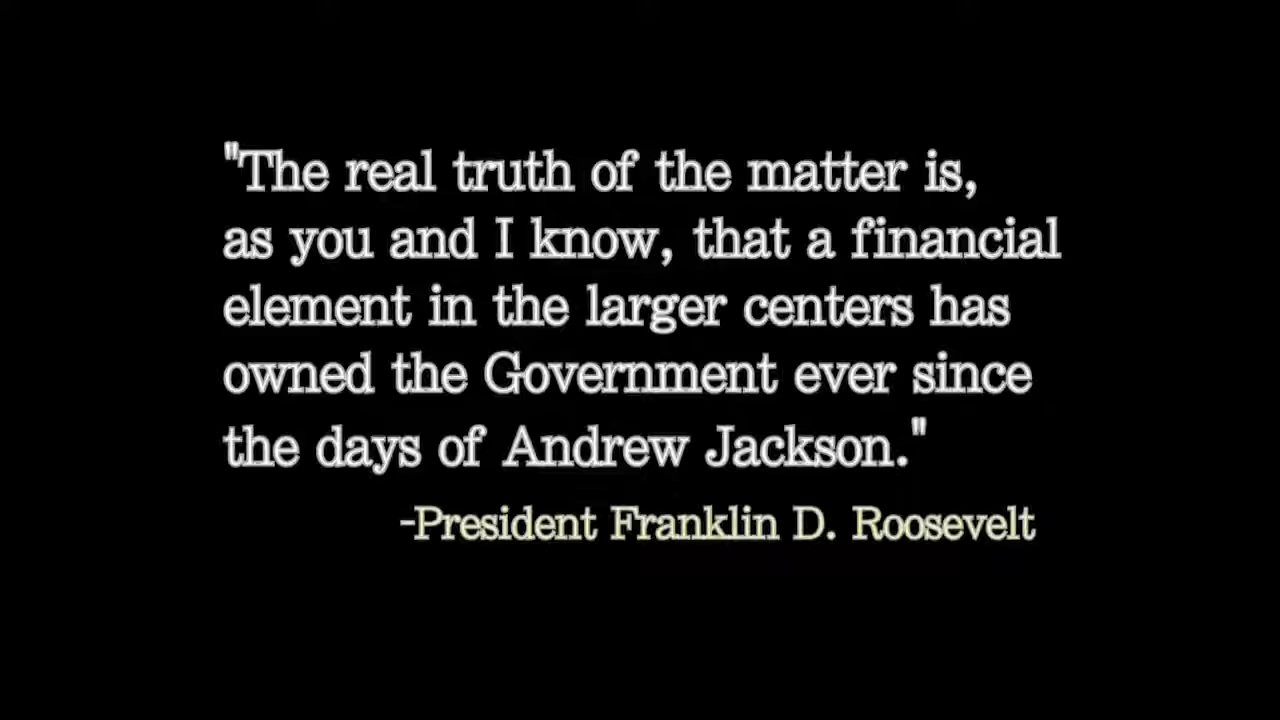 "The real truth of the matter is,
as you and I know, that a financial
element in the larger centers has
owned the Government ever since
the days of Andrew Jackson."
-President Franklin D. Roosevelt